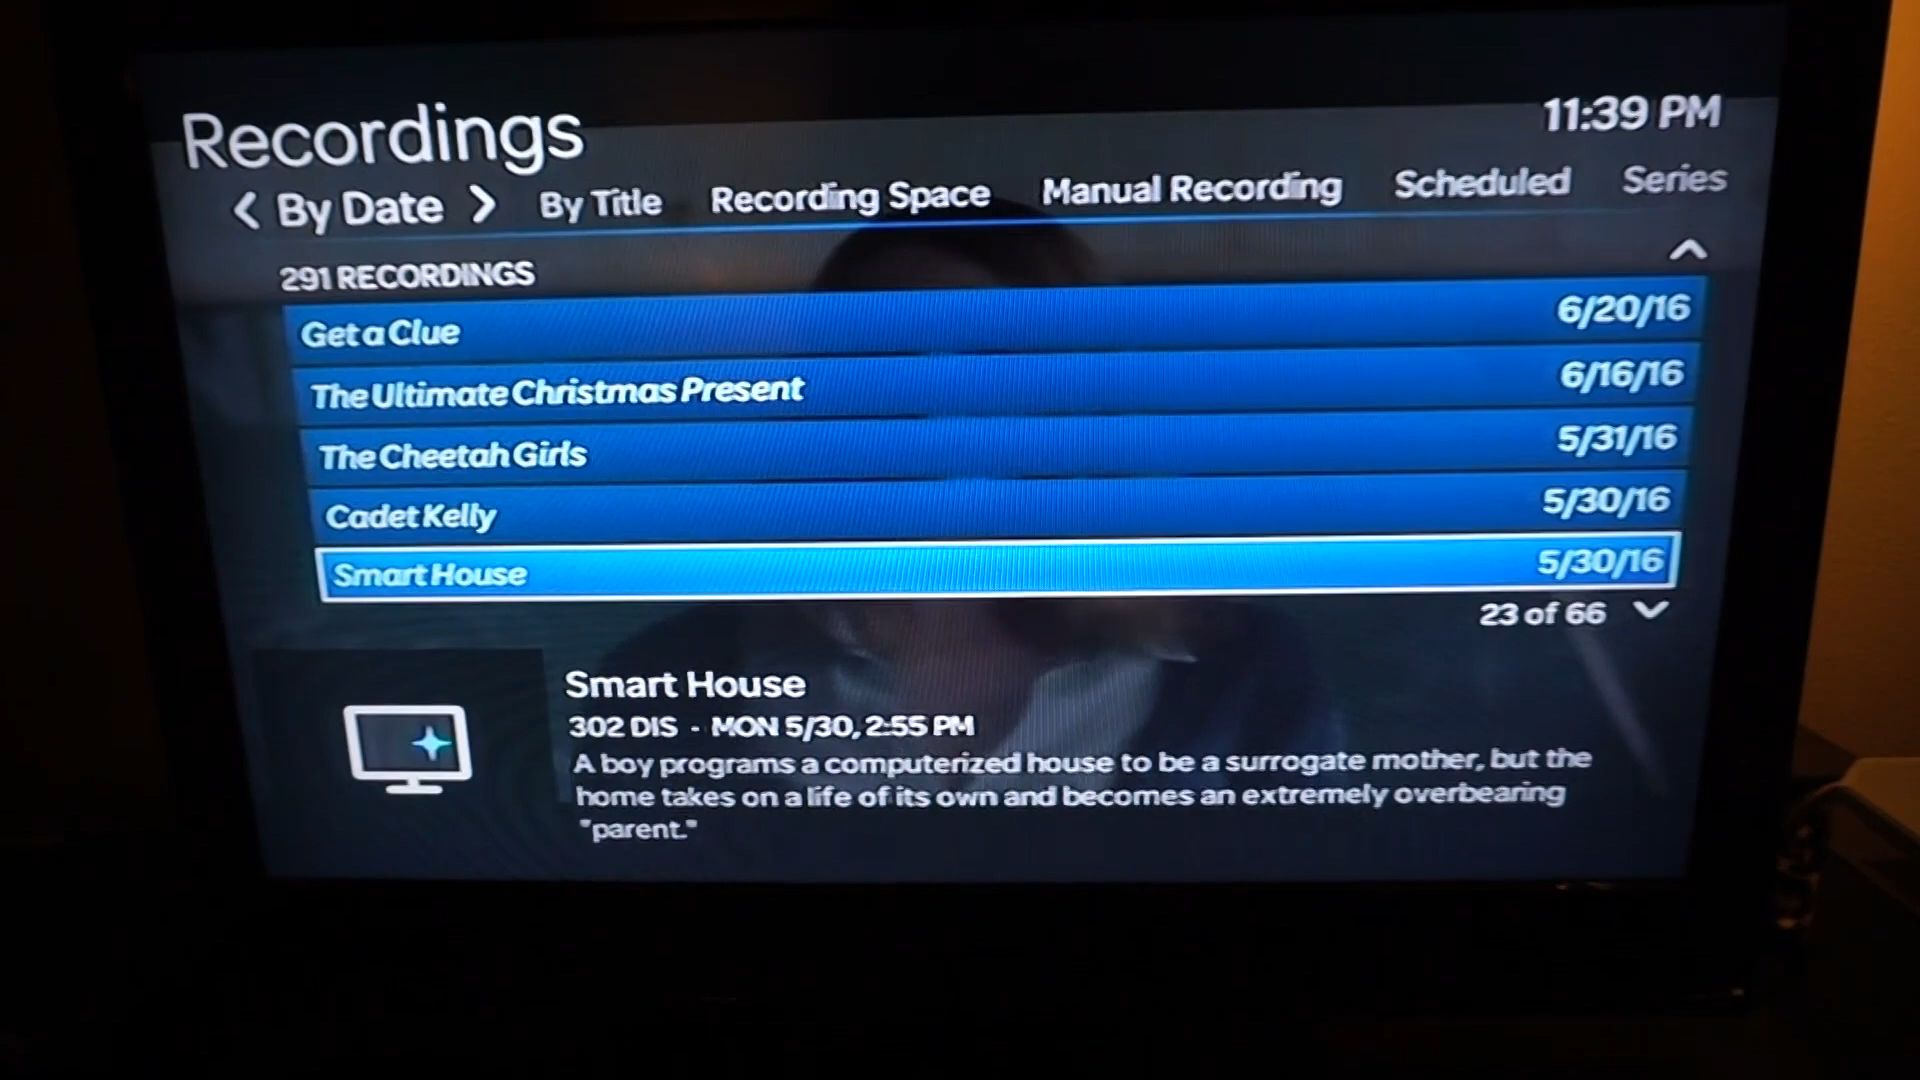 Recordings
11:39 PM
< By Date > By Title Recording Space Manual Recording Scheduled Series
291 RECORDINGS
Get a Clue 6/20/16
The Ultimate Christmas Present 6/16/16
The Cheetah Girls 5/31/16
Cadet Kelly 5/30/16
Smart House 5/30/16
23 of 66
Smart House
302 DIS - MON 5/30, 2:55 PM
A boy programs a computerized house to be a surrogate mother, but the
home takes on a life of its own and becomes an extremely overbearing
"parent."